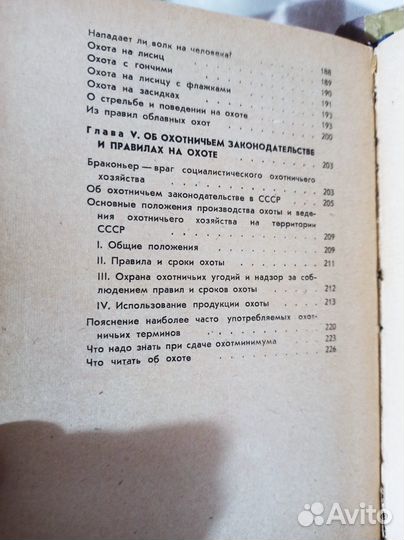 Нападает ли волк на человека?
Охота на лисиц . . . . . . . 188
Охота с гончими . . . . . . 189
Охота на лисицу с флажками . . . 190
Охота на засидках . . . . . . 191
О стрельбе и поведении на охоте . . 193
Из правил облавных охот . . . . 193
200
Глава V. ОБ ОХОТНИЧЬЕМ ЗАКОНОДАТЕЛЬСТВЕ
И ПРАВИЛАХ НА ОХОТЕ . . . . 203
Браконьер — враг социалистического охотничьего
хозяйства . . . . . . . . 203
Об охотничьем законодательстве в СССР . . 205
Основные положения производства охоты и веде-
ния охотничьего хозяйства на территории
СССР . . . . . . . . . 209
I. Общие положения . . . . . 209
II. Правила и сроки охоты . . . . 211
III. Охрана охотничьих угодий и надзор за со-
блюдением правил и сроков охоты . . 212
IV. Использование продукции охоты . . 213
Пояснение наиболее часто употребляемых охот-
ничьих терминов . . . . . . 220
Что надо знать при сдаче охотминимума . . 223
Что читать об охоте . . . . . . 226
Avito